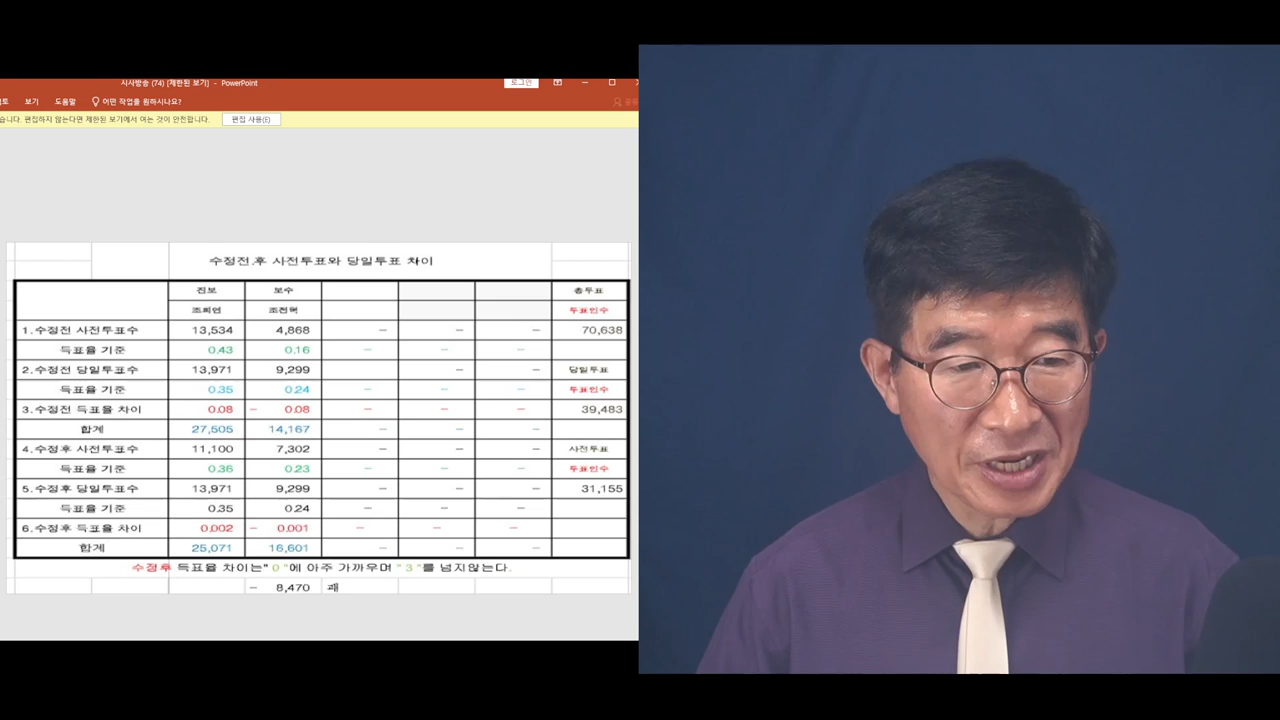 시사방송 (74) [제한된 보기] - PowerPoint
로그인
보기 도움말 어떤 작업을 원하시나요?
습니다. 편집하지 않는다면 제한된 보기에서 여는 것이 안전합니다. 편집 사용(E)
수정전.후 사전투표와 당일투표 차이
진보 보수 총투표
조희연 조전혁 투표인수
1.수정전 사전투표수 13,534 4,868 - - - 70,638
득표율 기준 0.43 0.16 - - -
2.수정전 당일투표수 13,971 9,299 - - 당일투표
득표율 기준 0.35 0.24 - - - 투표인수
3.수정전 득표율 차이 0.08 - 0.08 - - - 39,483
합계 27,505 14,167 - - -
4.수정후 사전투표수 11,100 7,302 - - - 사전투표
득표율 기준 0.36 0.23 - - - 투표인수
5.수정후 당일투표수 13,971 9,299 - - - 31,155
득표율 기준 0.35 0.24 - - -
6.수정후 득표율 차이 0.002 - 0.001 - - -
합계 25,071 16,601 - - -
수정후 득표율 차이는"0"에 아주 가까우며 "3"를 넘지않는다.
- 8,470 패